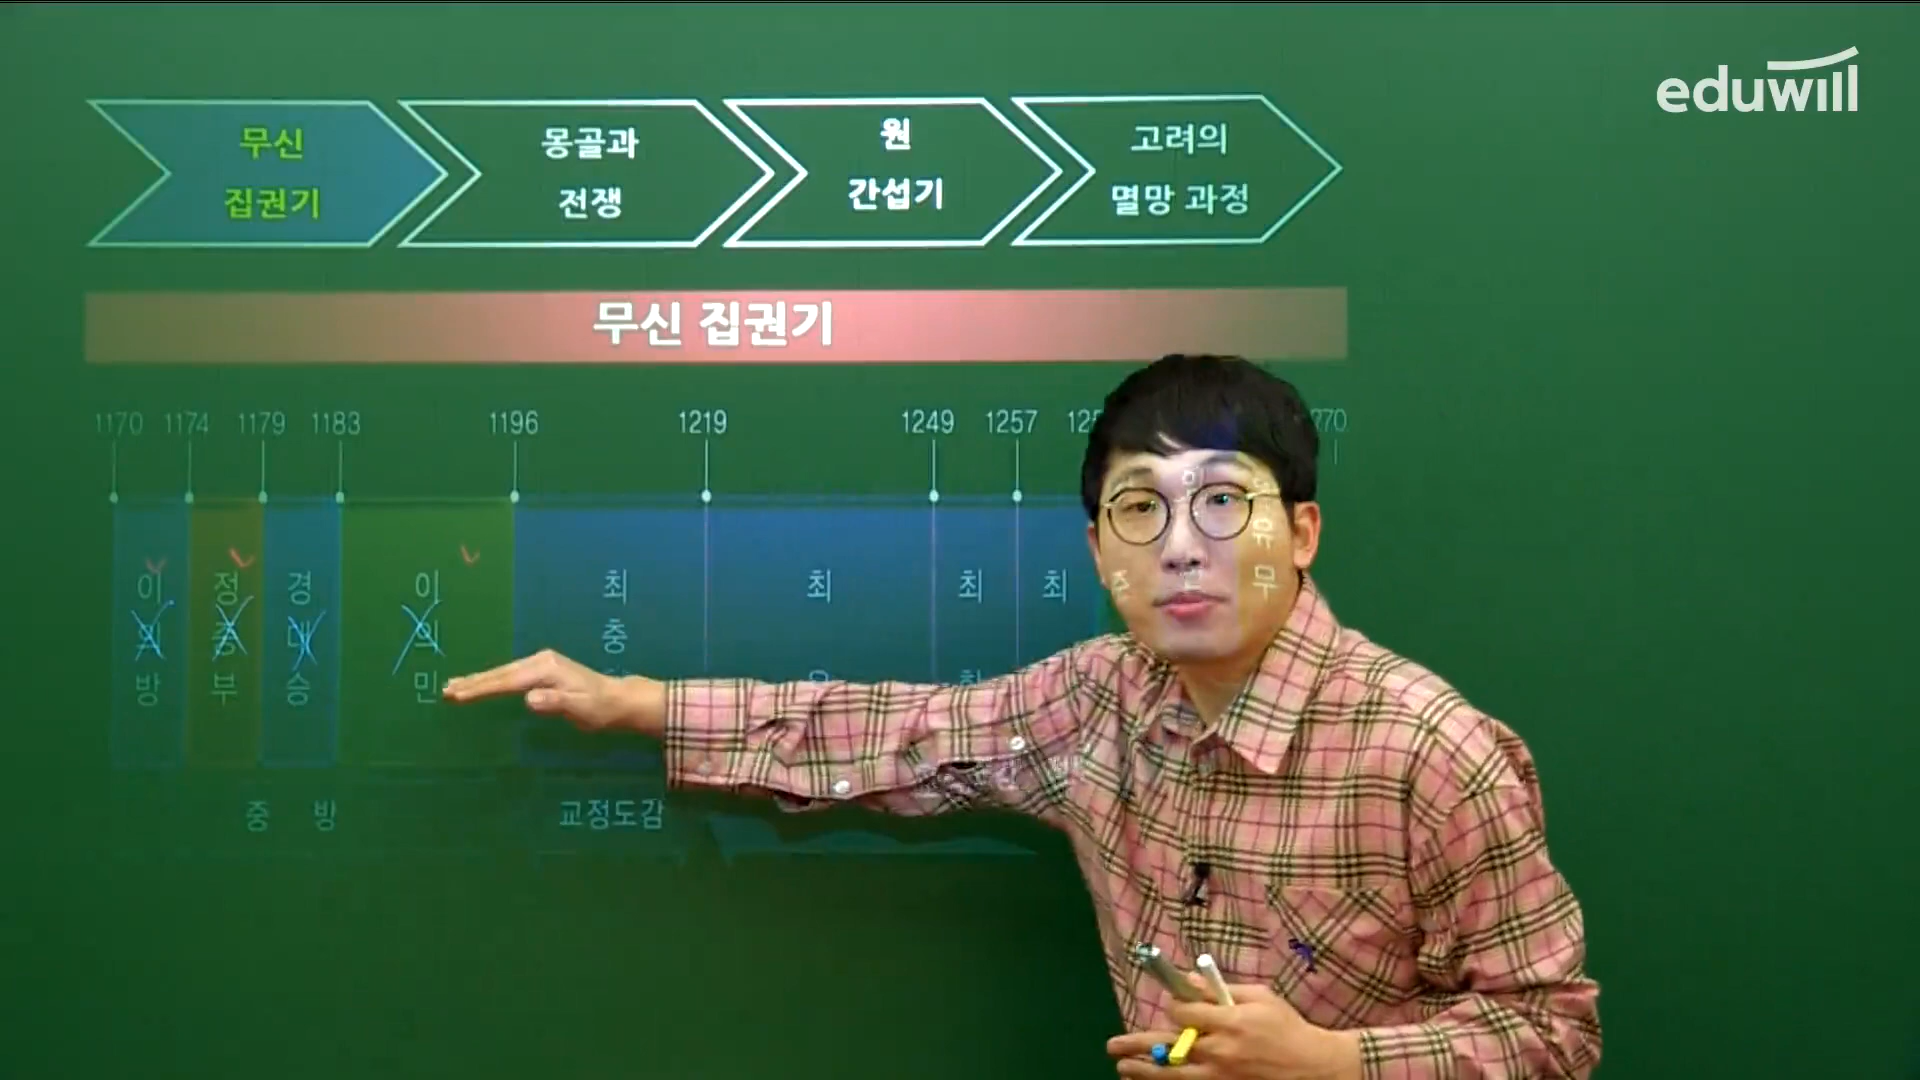 eduwill
무신
집권기
몽골과
전쟁
원
간섭기
고려의
멸망 과정
무신 집권기
1170 1174 1179 1183 1196 1219 1249 1257
이의방
정중부
경대승
이의민
최충
최
최
최
유
무
중 방
교정도감